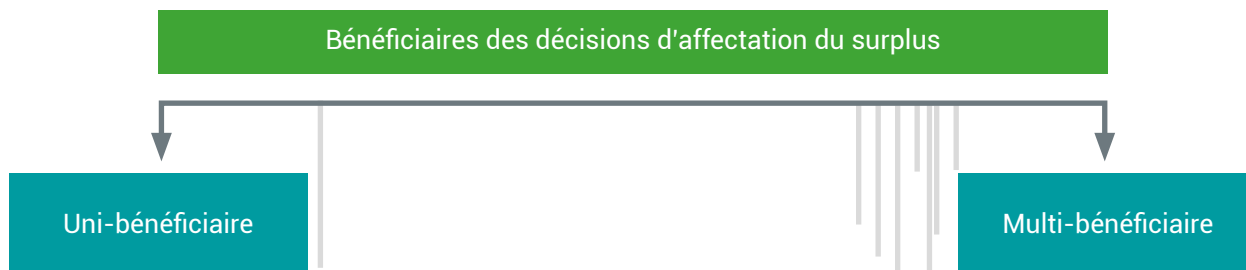 Bénéficiaires des décisions d'affectation du surplus
Uni-bénéficiaire
Multi-bénéficiaire